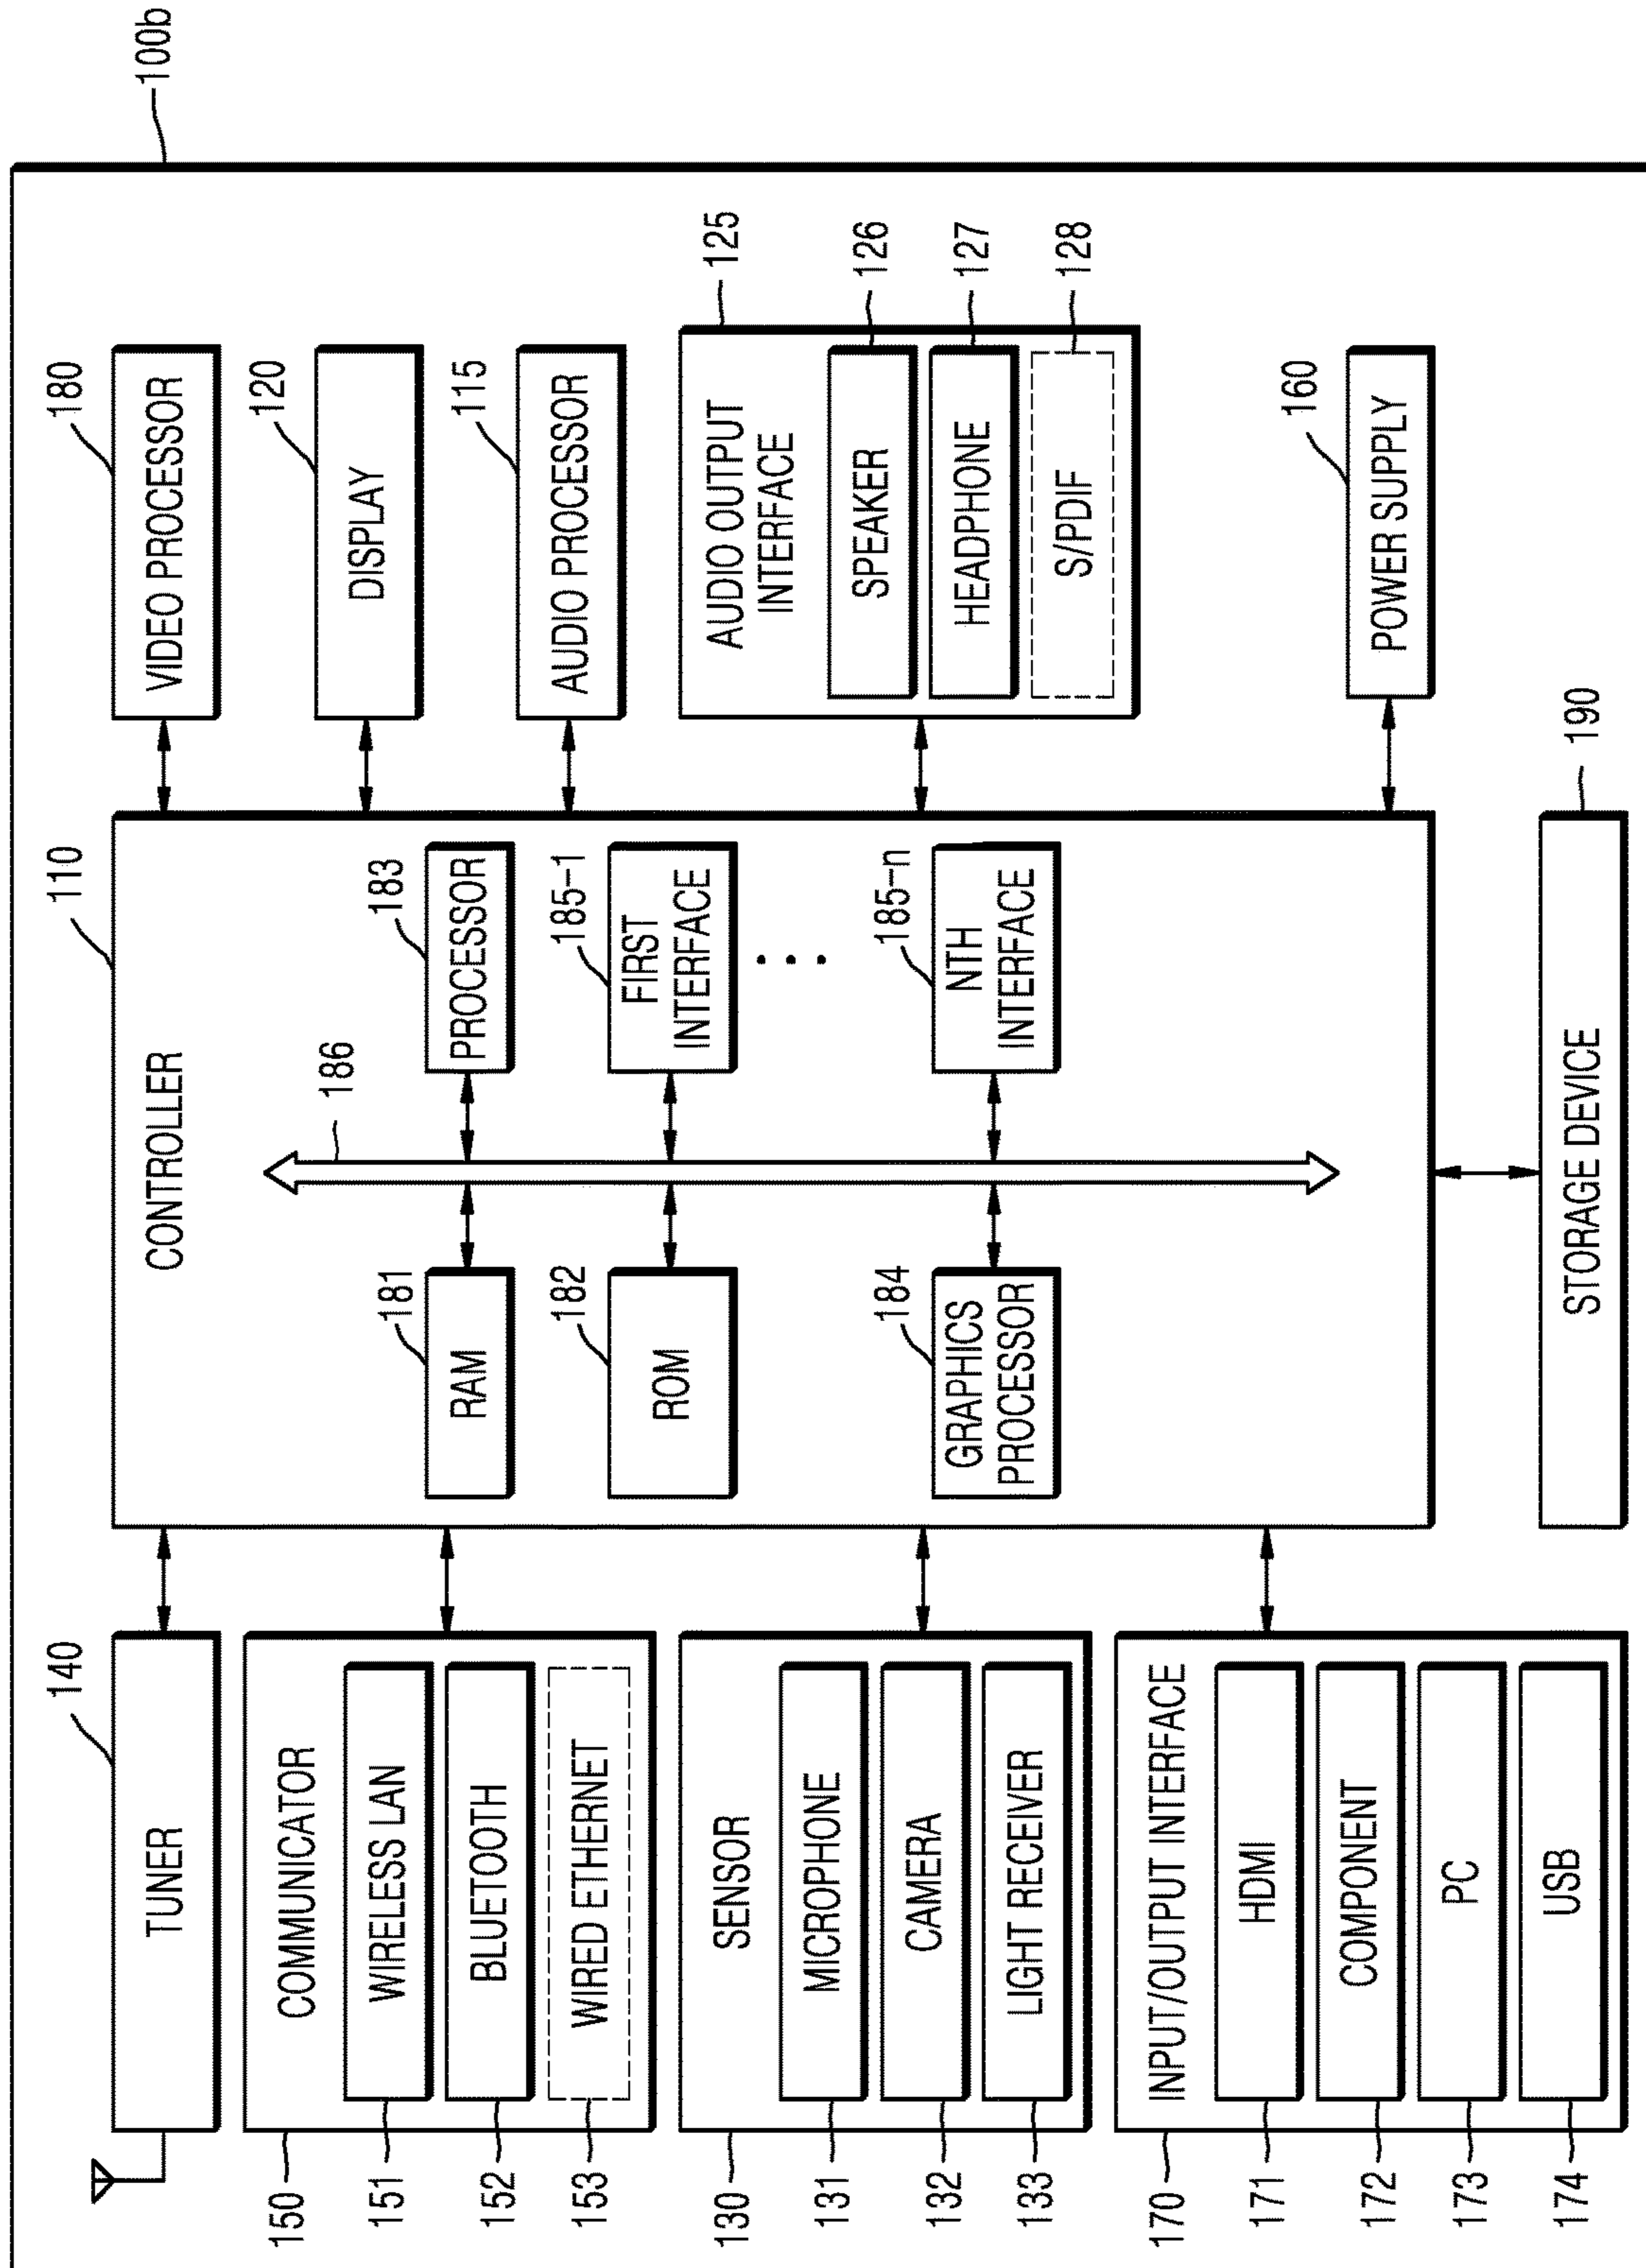 100b
140
TUNER
150
COMMUNICATOR
151
WIRELESS LAN
152
BLUETOOTH
153
WIRED ETHERNET
130
SENSOR
131
MICROPHONE
132
CAMERA
133
LIGHT RECEIVER
170
INPUT/OUTPUT INTERFACE
171
HDMI
172
COMPONENT
173
PC
174
USB
110
CONTROLLER
186
181
RAM
183
PROCESSOR
182
ROM
185-1
FIRST
INTERFACE
184
GRAPHICS
PROCESSOR
185-n
NTH
INTERFACE
190
STORAGE DEVICE
180
VIDEO PROCESSOR
120
DISPLAY
115
AUDIO PROCESSOR
125
AUDIO OUTPUT
INTERFACE
126
SPEAKER
127
HEADPHONE
128
S/PDIF
160
POWER SUPPLY